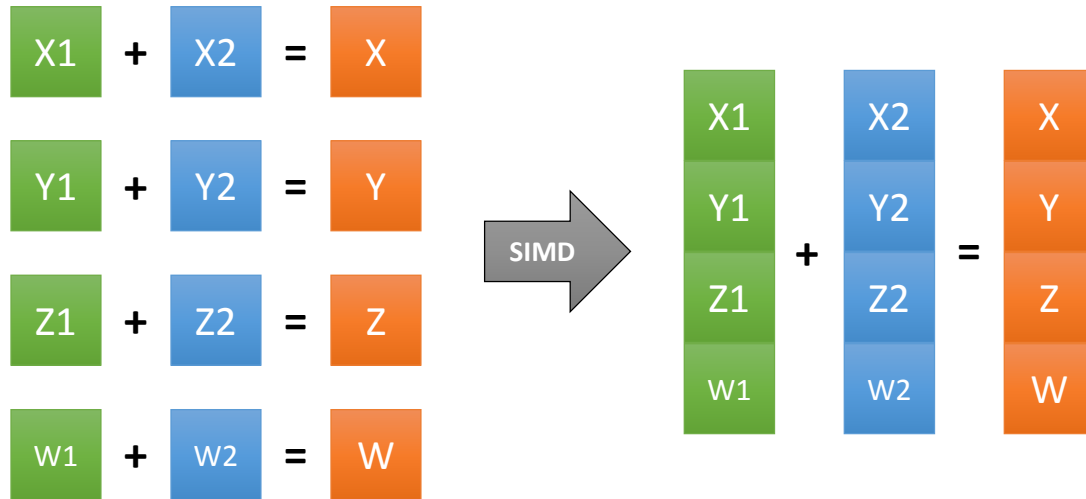 X1 + X2 = X
Y1 + Y2 = Y
Z1 + Z2 = Z
W1 + W2 = W
SIMD
X1 X2 X
Y1 Y2 Y
+ =
Z1 Z2 Z
W1 W2 W